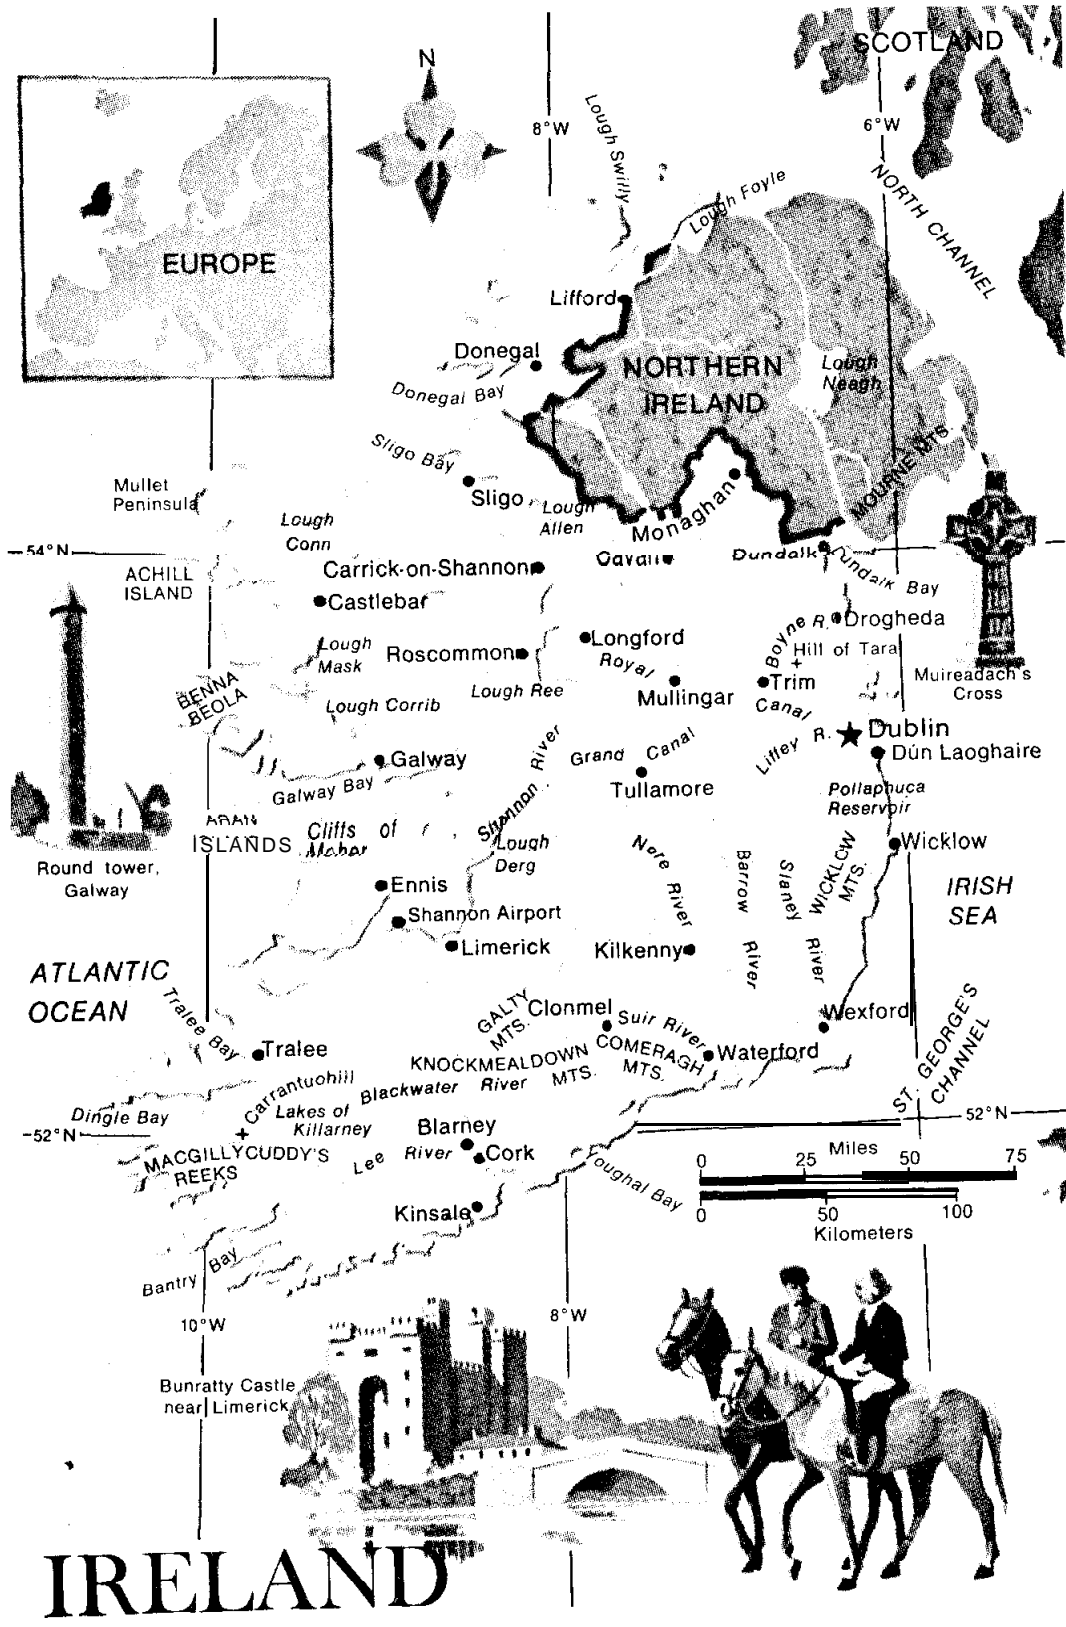 SCOTLAND
N
8°W
6°W
Lough Swilly
Lough Foyle
NORTH CHANNEL
EUROPE
Lifford
Donegal
NORTHERN
IRELAND
Lough
Neagh
Donegal Bay
Sligo Bay
MOURNE MTS.
Mullet
Peninsula
Sligo
Lough
Allen
Monaghan
Lough
Conn
54°N
Cavan
Dundalk
Dundalk Bay
ACHILL
ISLAND
Carrick-on-Shannon
Castlebar
Boyne R.
Drogheda
Hill of Tara
Lough
Mask
Roscommon
Longford
Royal
Muireadach's
Cross
BENNA
BEOLA
Lough Ree
Mullingar
Trim
Canal
Lough Corrib
Liffey R.
Dublin
Dún Laoghaire
Galway
Grand Canal
Galway Bay
Shannon River
Tullamore
Pollaphuca
Reservoir
ARAN
ISLANDS
Cliffs of
Moher
Lough
Derg
Nore River
Barrow River
Slaney River
WICKLOW
MTS.
Wicklow
Round tower,
Galway
Ennis
IRISH
SEA
Shannon Airport
Limerick
Kilkenny
ATLANTIC
OCEAN
Tralee Bay
GALTY
MTS.
Clonmel
Suir River
Wexford
ST. GEORGE'S
CHANNEL
Tralee
KNOCKMEALDOWN
MTS.
COMERAGH
MTS.
Waterford
Carrantuohill
Blackwater River
Dingle Bay
Lakes of
Killarney
Blarney
52°N
52°N
MACGILLYCUDDY'S
REEKS
Lee River
Cork
Youghal Bay
Miles
0 25 50 75
0 50 100
Kilometers
Kinsale
Bantry Bay
10°W
8°W
Bunratty Castle
near Limerick
IRELAND